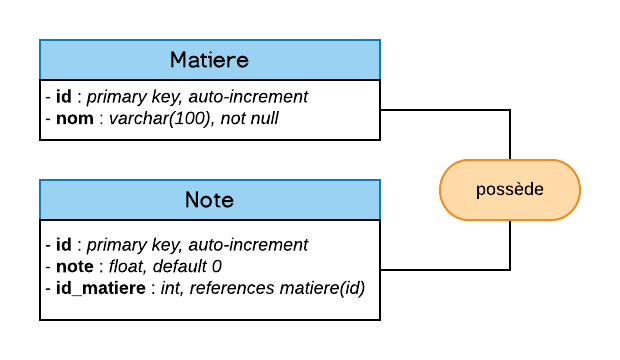 Matiere
- id : primary key, auto-increment
- nom : varchar(100), not null
possède
Note
- id : primary key, auto-increment
- note : float, default 0
- id_matiere : int, references matiere(id)